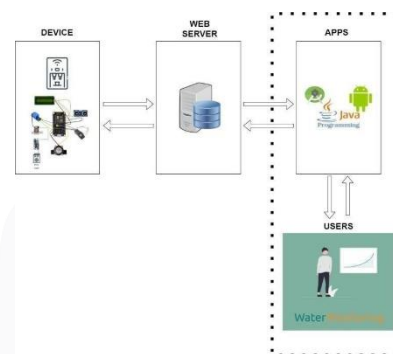 DEVICE
WEB
SERVER
APPS
Java
Programming
USERS
Water Monitoring